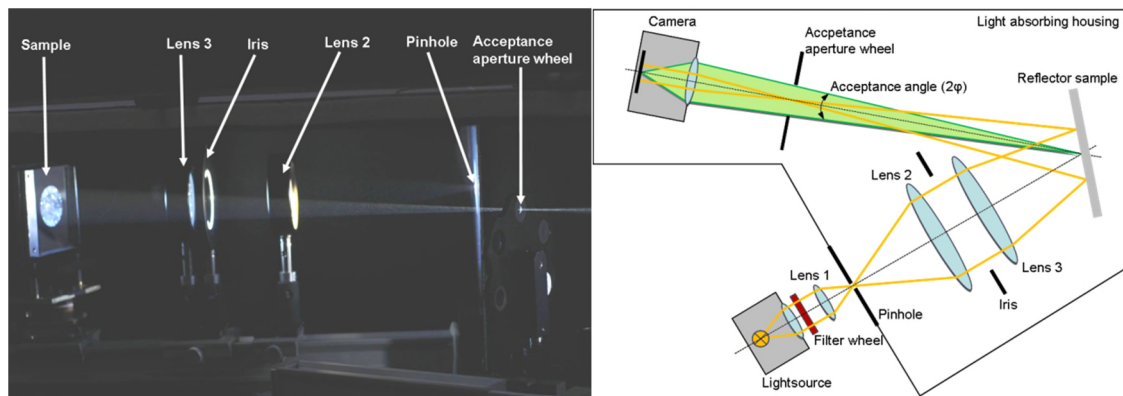 Sample
Lens 3
Iris
Lens 2
Pinhole
Acceptance
aperture wheel
Camera
Accpetance
aperture wheel
Light absorbing housing
Reflector sample
Acceptance angle (2φ)
Lens 2
Lens 1
Lens 3
Iris
Pinhole
Filter wheel
Lightsource